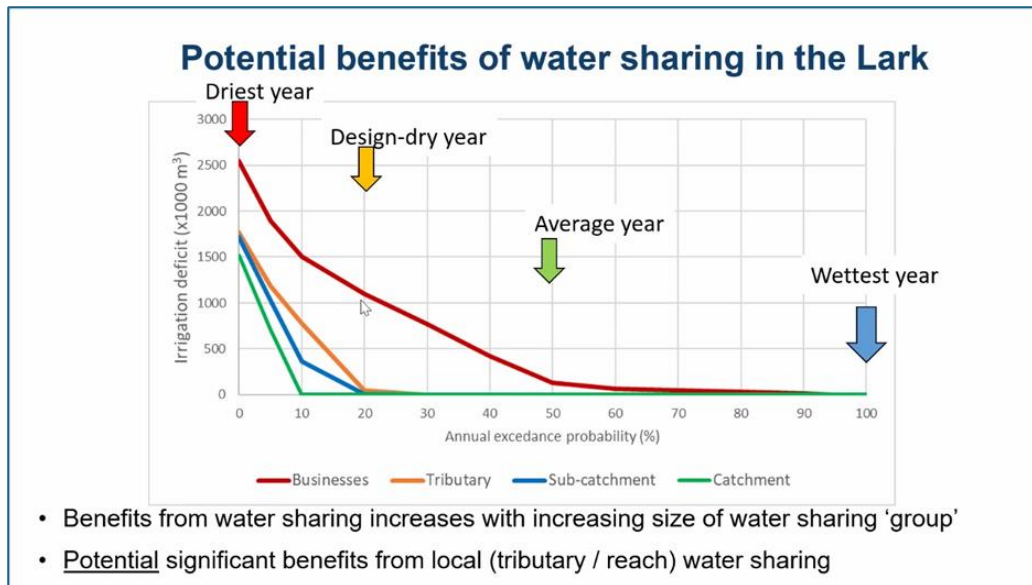 Potential benefits of water sharing in the Lark
Driest year
Design-dry year
Average year
Wettest year
Irrigation deficit (x1000 m³)
3000
2500
2000
1500
1000
500
0
0 10 20 30 40 50 60 70 80 90 100
Annual excedance probability (%)
Businesses Tributary Sub-catchment Catchment
• Benefits from water sharing increases with increasing size of water sharing ‘group’
• Potential significant benefits from local (tributary / reach) water sharing